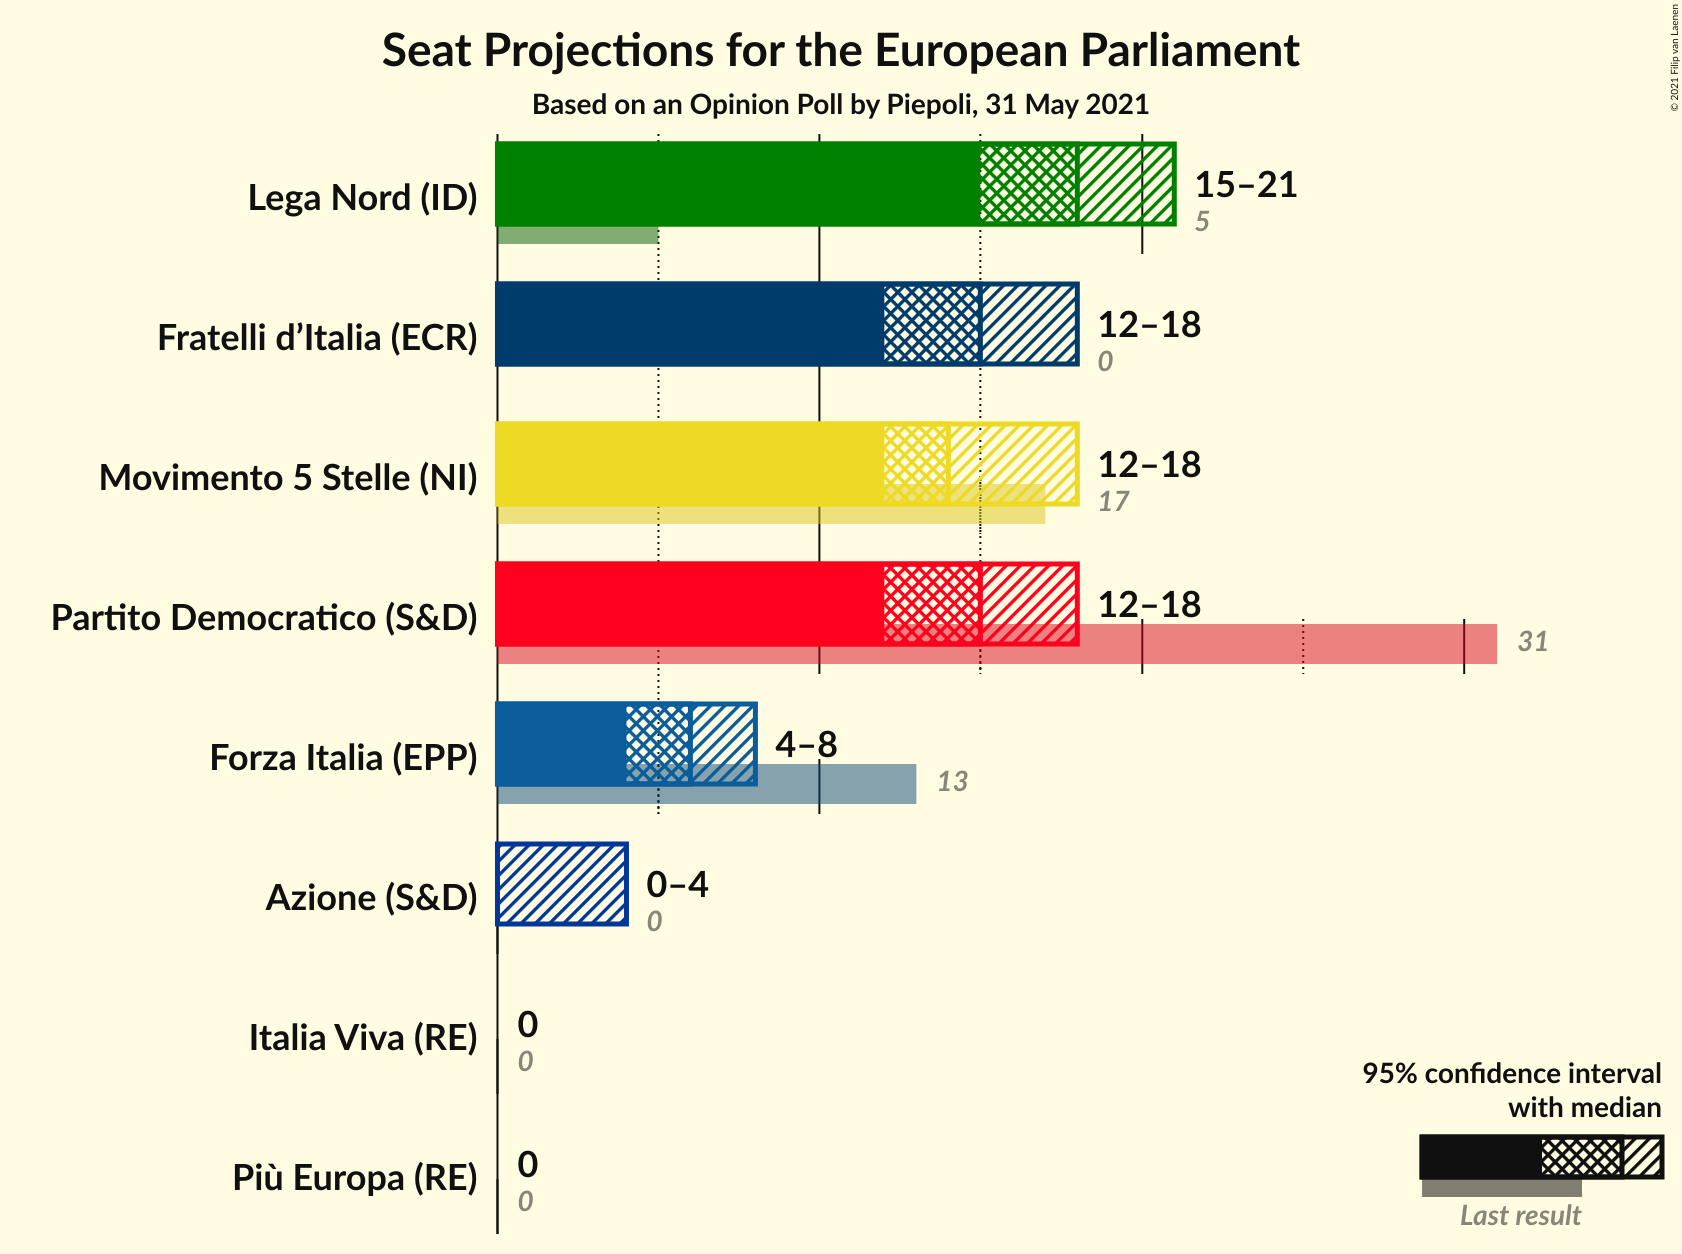 Seat Projections for the European Parliament
Based on an Opinion Poll by Piepoli, 31 May 2021
© 2021 Filip van Laenen
Lega Nord (ID)
15–21
5
Fratelli d’Italia (ECR)
12–18
0
Movimento 5 Stelle (NI)
12–18
17
Partito Democratico (S&D)
12–18
31
Forza Italia (EPP)
4–8
13
Azione (S&D)
0–4
0
Italia Viva (RE)
0
0
Più Europa (RE)
0
0
95% confidence interval
with median
Last result